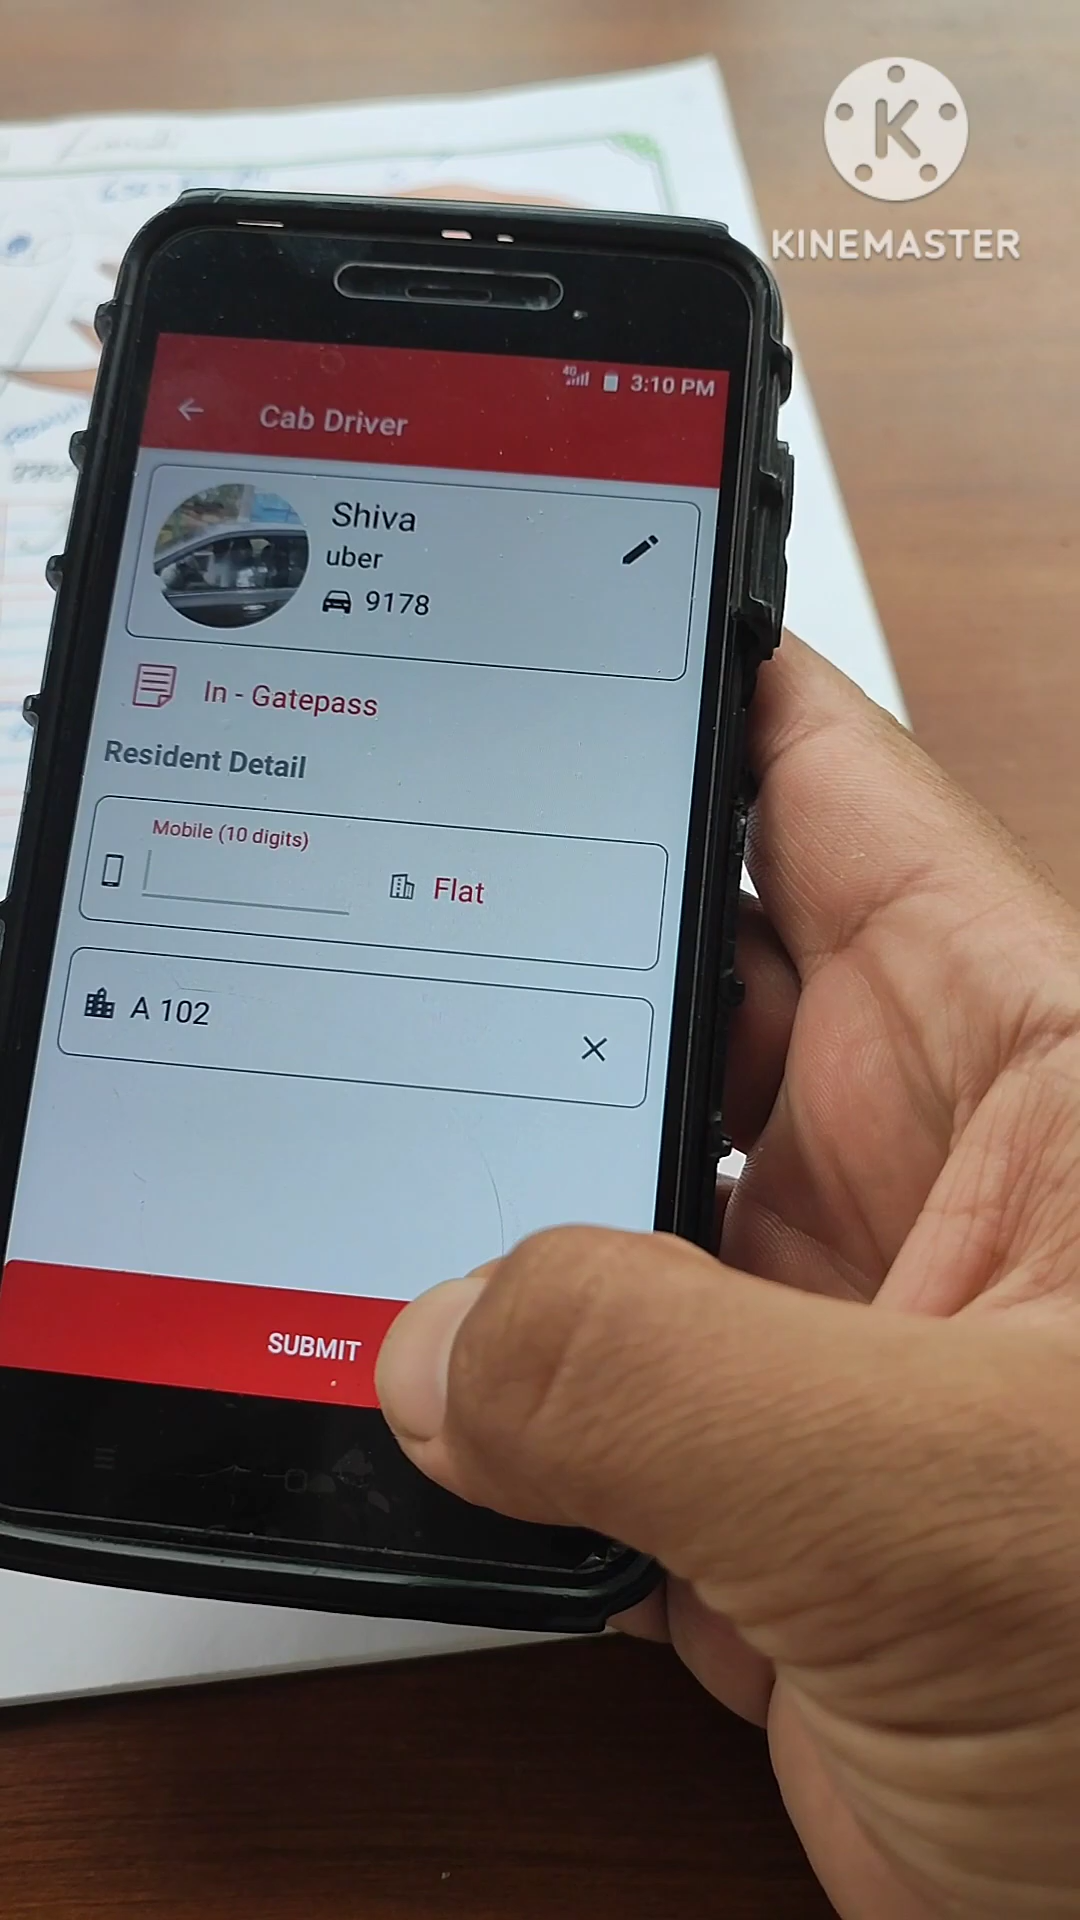 K
KINEMASTER
4G 3:10 PM
Cab Driver
Shiva
uber
9178
In - Gatepass
Resident Detail
Mobile (10 digits)
Flat
A 102
SUBMIT